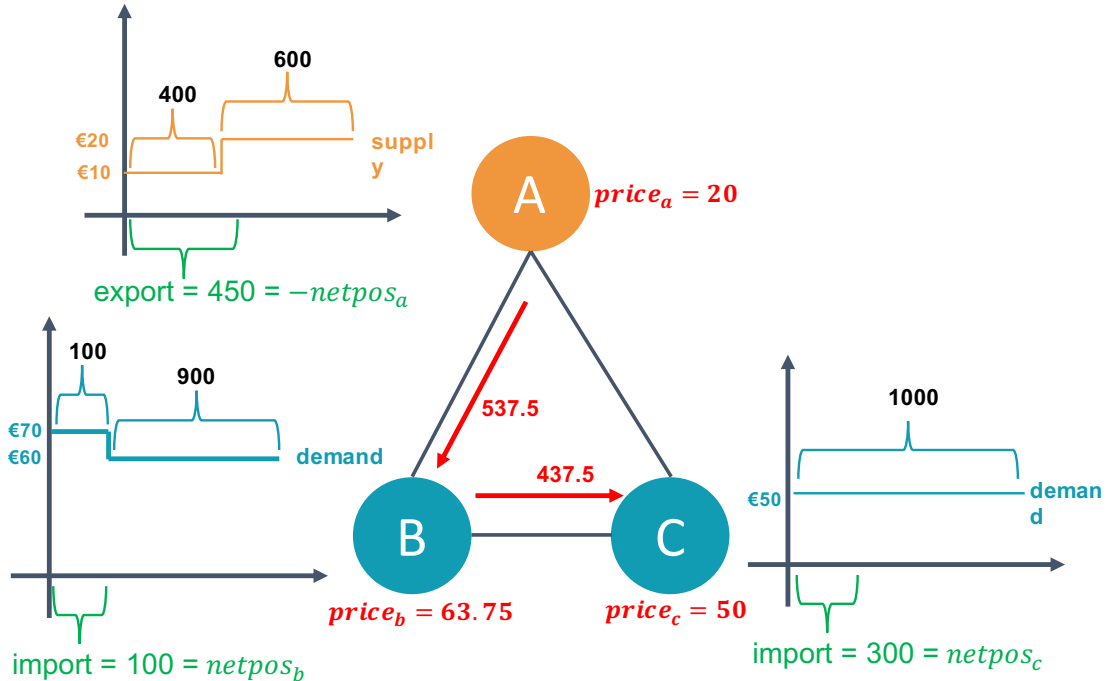 600
400
€20
€10
suppl
y
A
price_a = 20
export = 450 = −netpos_a
100
900
€70
€60
demand
537.5
437.5
B
C
price_b = 63.75
price_c = 50
import = 100 = netpos_b
1000
€50
deman
d
import = 300 = netpos_c